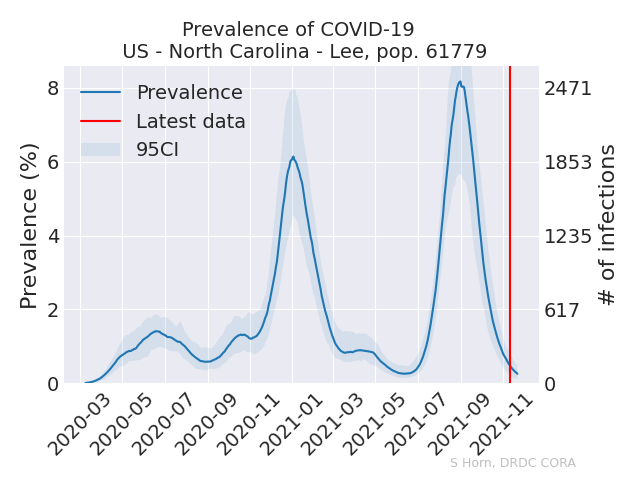 Prevalence of COVID-19
US - North Carolina - Lee, pop. 61779
Prevalence
Latest data
95CI
Prevalence (%)
8
6
4
2
0
2471
1853
1235
617
0
# of infections
2020-03
2020-05
2020-07
2020-09
2020-11
2021-01
2021-03
2021-05
2021-07
2021-09
2021-11
S Horn, DRDC CORA